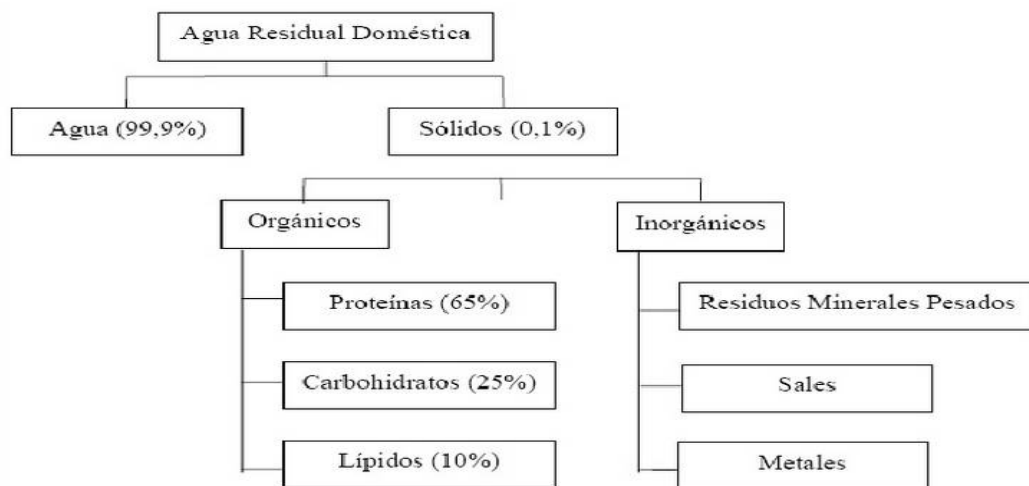 Agua Residual Doméstica
Agua (99,9%)
Sólidos (0,1%)
Orgánicos
Inorgánicos
Proteínas (65%)
Residuos Minerales Pesados
Carbohidratos (25%)
Sales
Lípidos (10%)
Metales